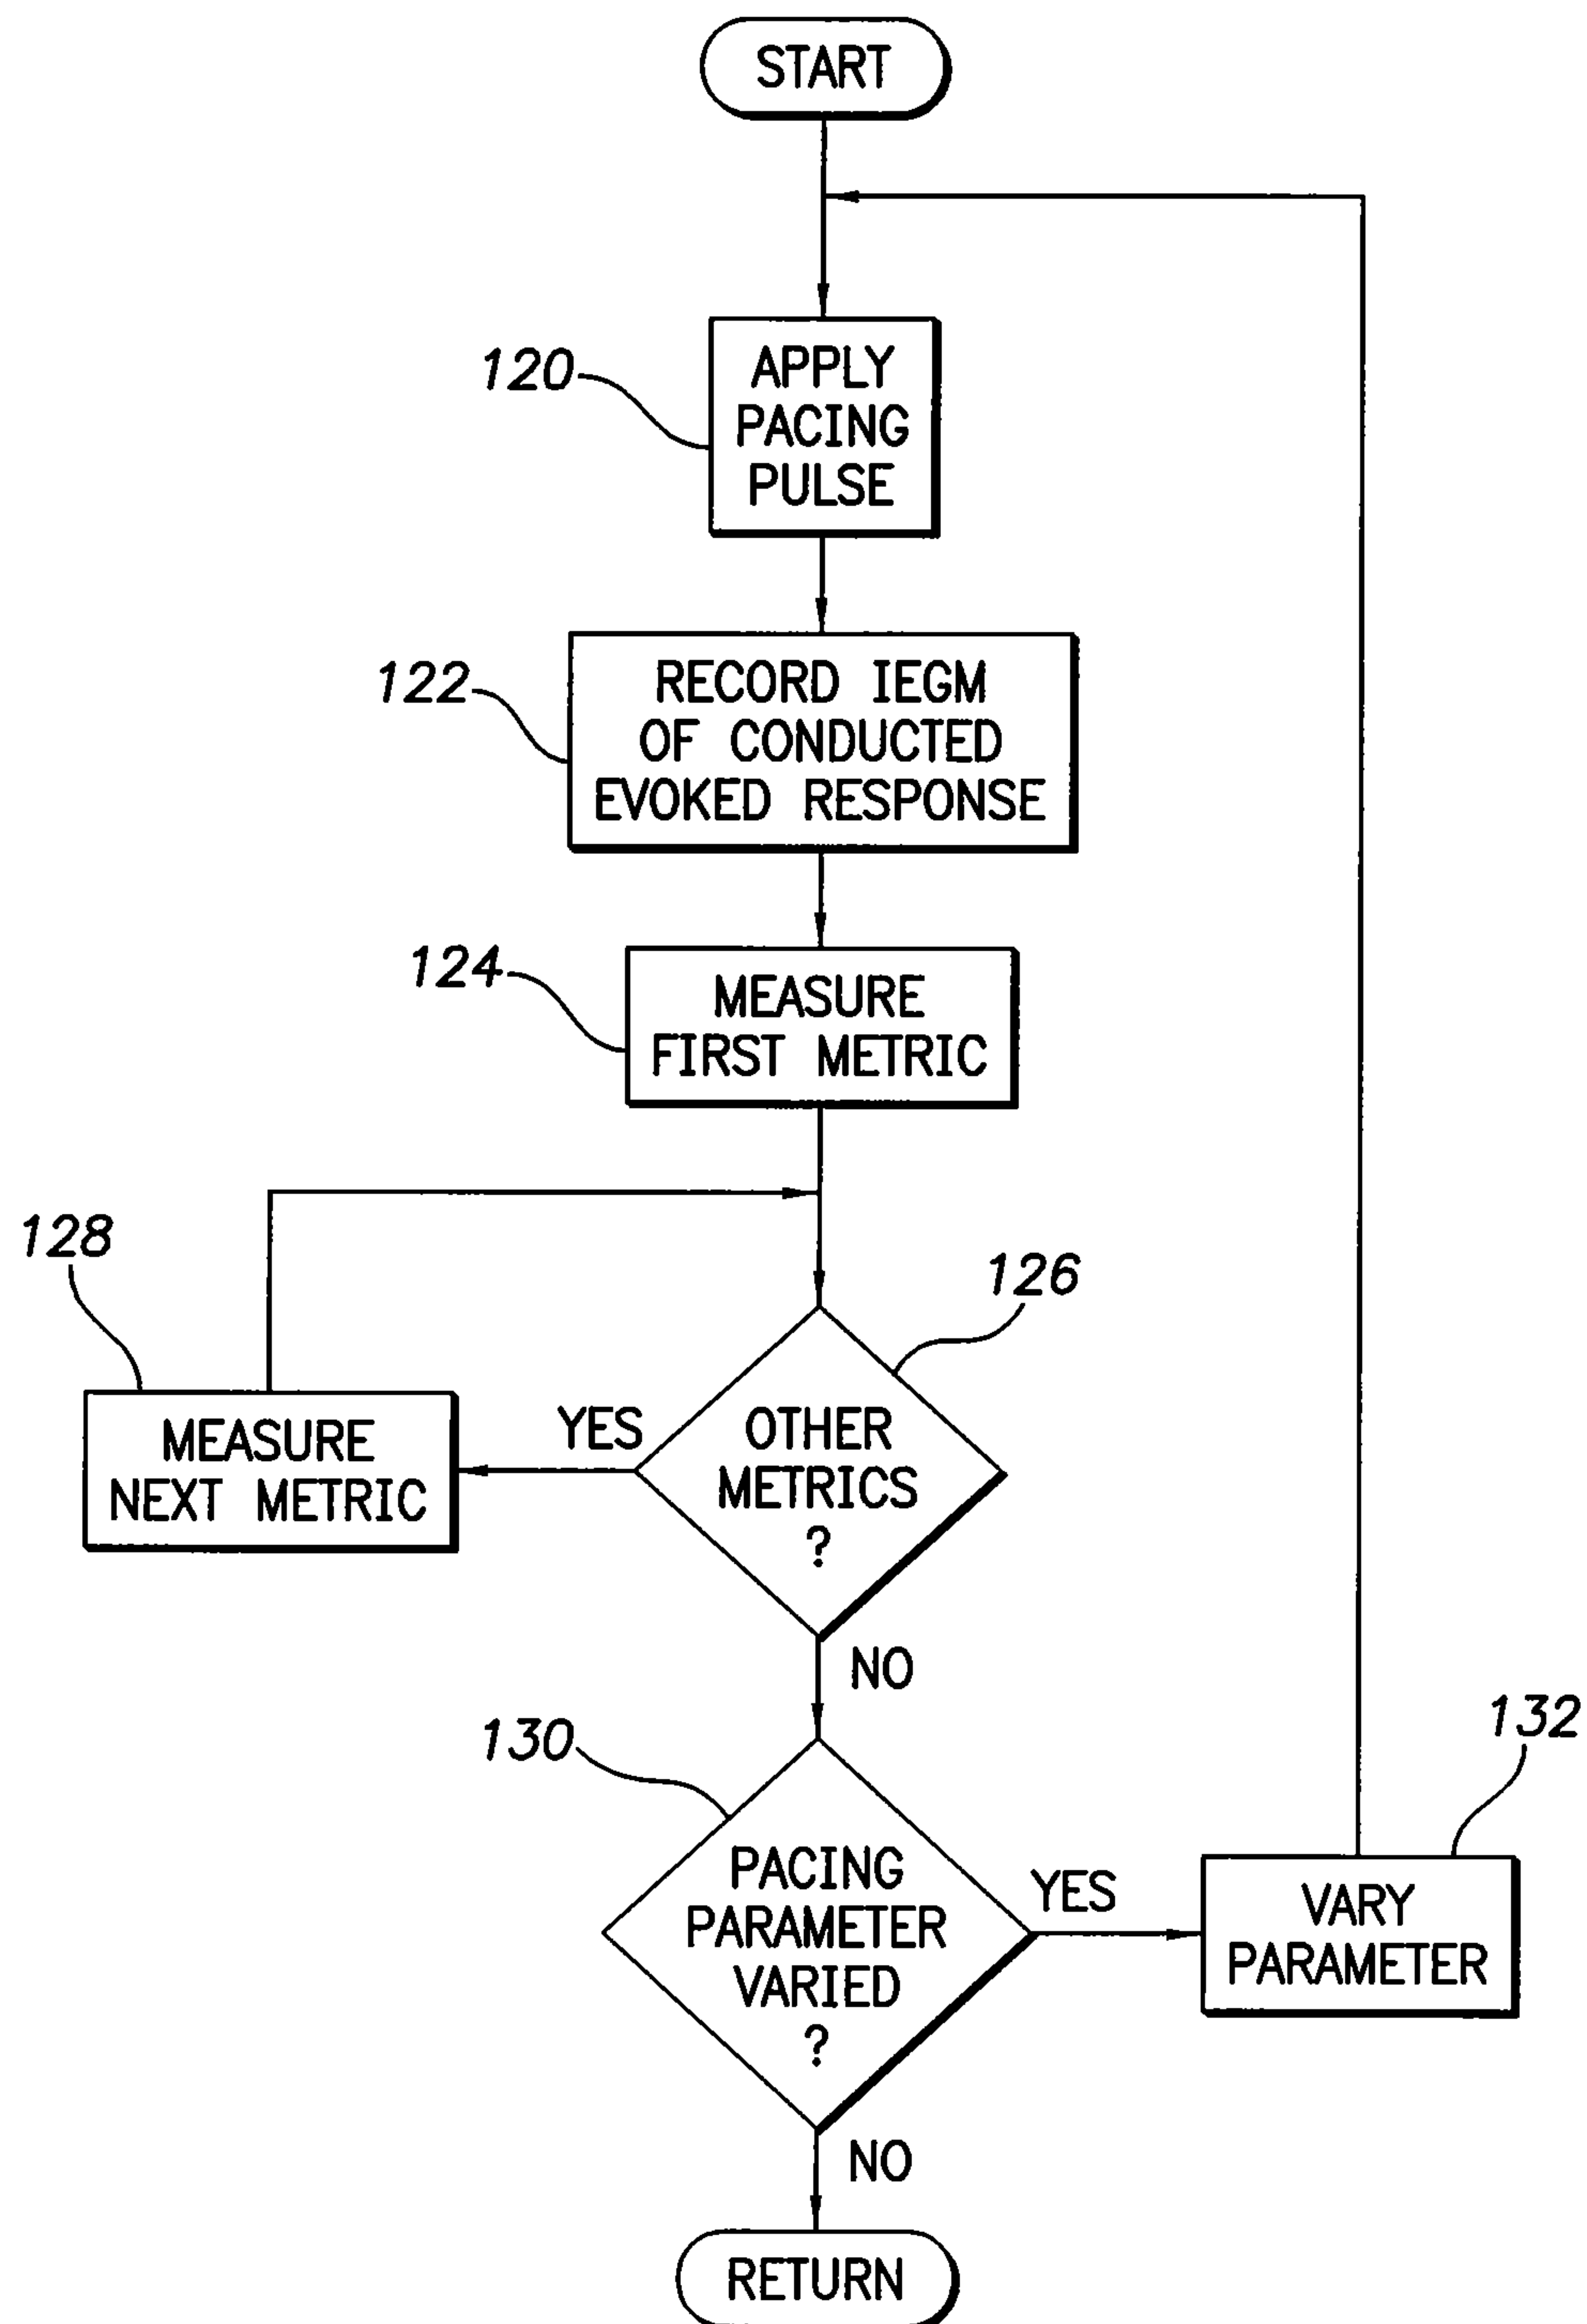 START
120
APPLY
PACING
PULSE
122
RECORD IEGM
OF CONDUCTED
EVOKED RESPONSE
124
MEASURE
FIRST METRIC
128
126
MEASURE
NEXT METRIC
YES
OTHER
METRICS
?
NO
130
132
PACING
PARAMETER
VARIED
?
YES
VARY
PARAMETER
NO
RETURN